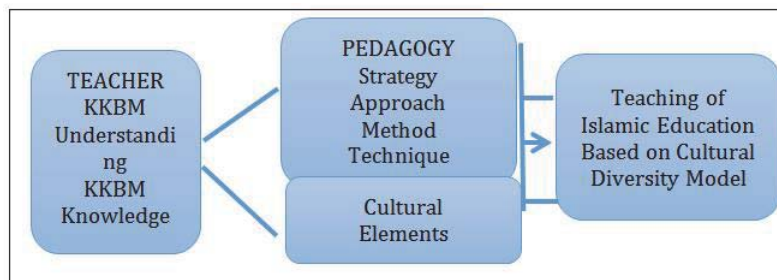 TEACHER
KKBM
Understandi
ng
KKBM
Knowledge
PEDAGOGY
Strategy
Approach
Method
Technique
Cultural
Elements
Teaching of
Islamic Education
Based on Cultural
Diversity Model